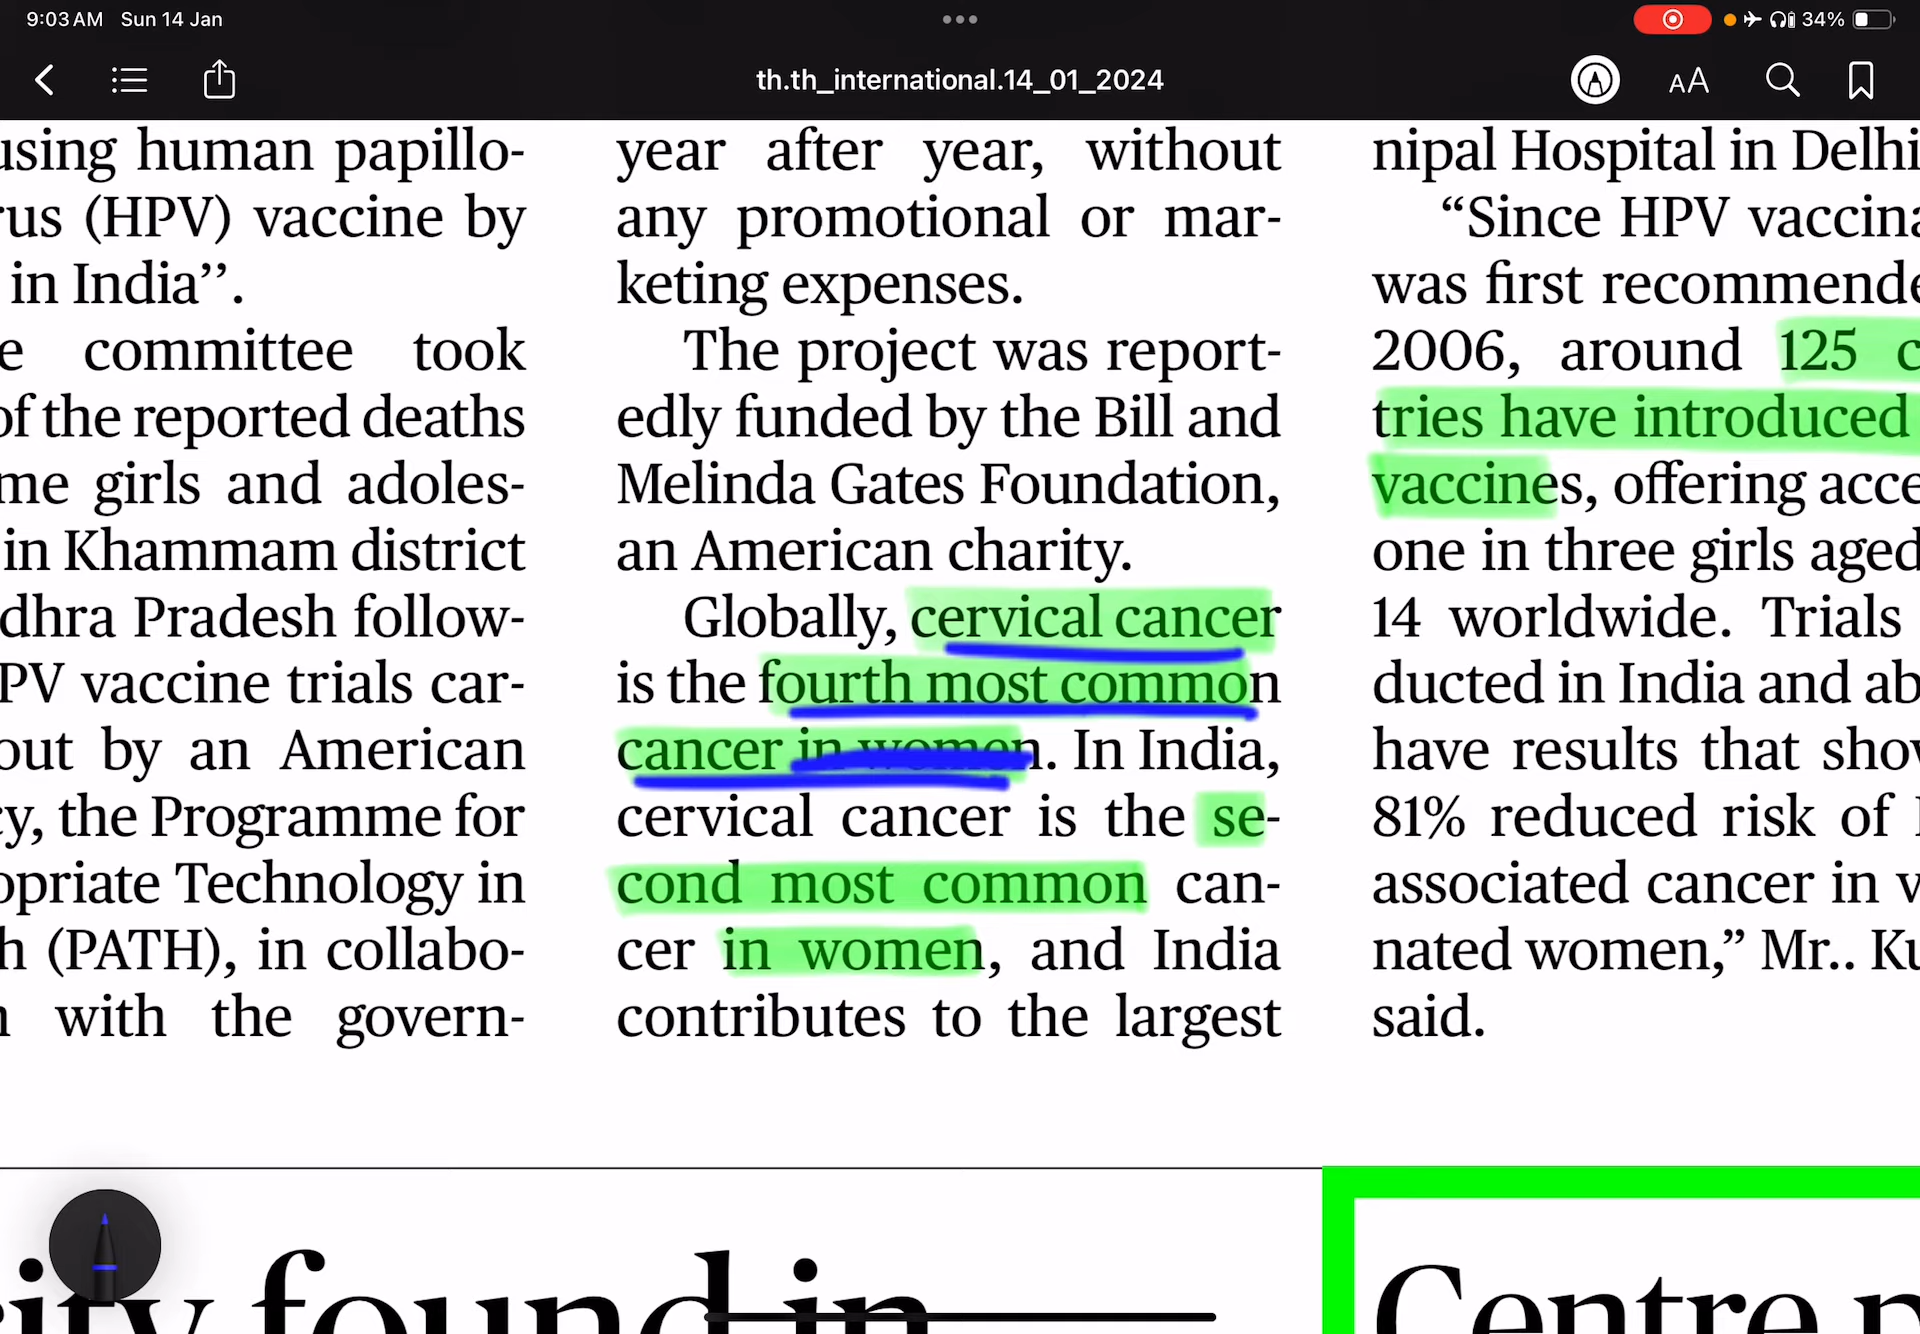 9:03 AM Sun 14 Jan
34%
th.th_international.14_01_2024
AA
using human papillo-
rus (HPV) vaccine by
in India’’.
e committee took
of the reported deaths
me girls and adoles-
in Khammam district
dhra Pradesh follow-
PV vaccine trials car-
out by an American
cy, the Programme for
opriate Technology in
h (PATH), in collabo-
n with the govern-
year after year, without
any promotional or mar-
keting expenses.
The project was report-
edly funded by the Bill and
Melinda Gates Foundation,
an American charity.
Globally, cervical cancer
is the fourth most common
cancer in women. In India,
cervical cancer is the se-
cond most common can-
cer in women, and India
contributes to the largest
nipal Hospital in Delhi
“Since HPV vaccina
was first recommende
2006, around 125 c
tries have introduced
vaccines, offering acce
one in three girls aged
14 worldwide. Trials
ducted in India and ab
have results that show
81% reduced risk of
associated cancer in v
nated women,” Mr.. Ku
said.
found in
Centre